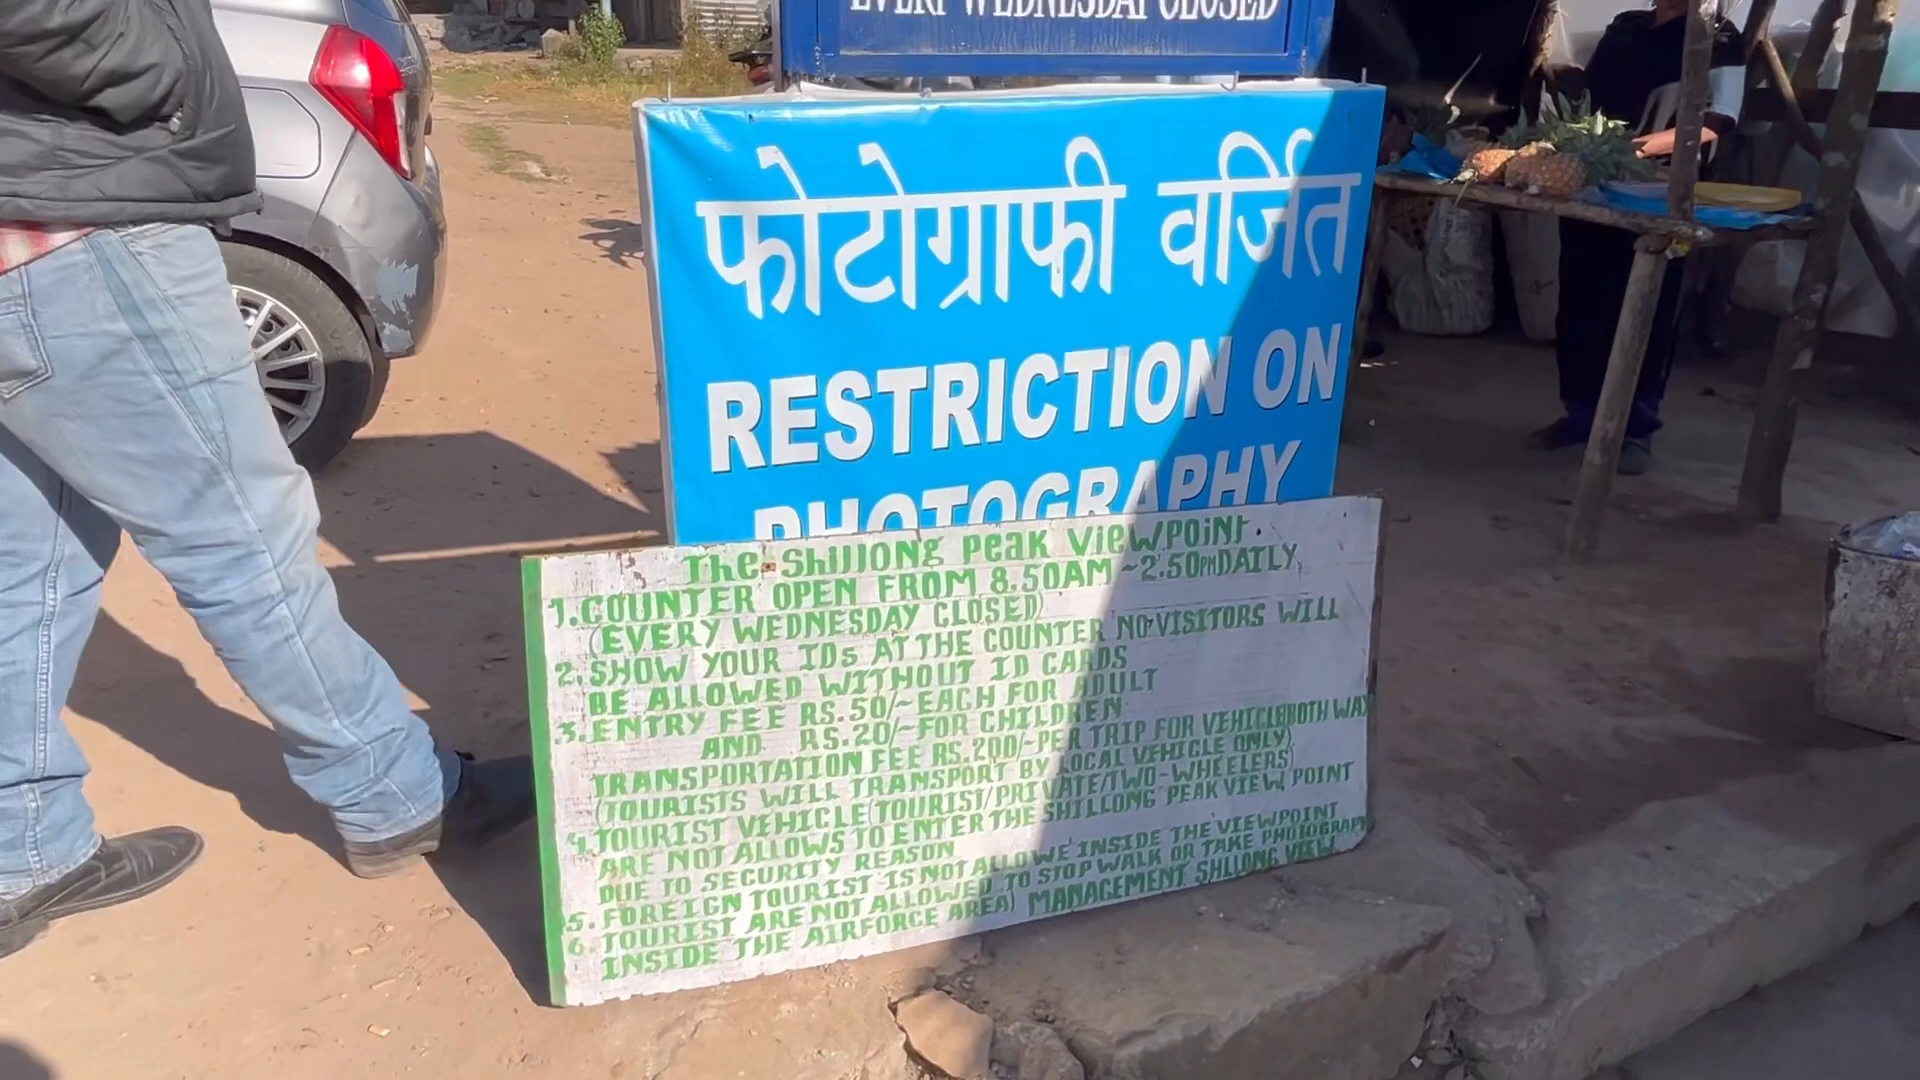 EVERY WEDNESDAY CLOSED
फोटोग्राफी वर्जित
RESTRICTION ON
PHOTOGRAPHY
The Shillong Peak ViewPoint.
1. COUNTER OPEN FROM 8.50AM ~ 2.50PM DAILY,
(EVERY WEDNESDAY CLOSED)
2. SHOW YOUR IDs AT THE COUNTER NO VISITORS WILL
BE ALLOWED WITHOUT ID CARDS
3. ENTRY FEE RS. 50/- EACH FOR ADULT
AND RS. 20/- FOR CHILDREN
TRANSPORTATION FEE RS. 200/- PER TRIP FOR VEHICLE BOTH WAY
(TOURISTS WILL TRANSPORT BY LOCAL VEHICLE ONLY)
4. TOURIST VEHICLE (TOURIST/PRIVATE/TWO-WHEELERS)
ARE NOT ALLOWS TO ENTER THE SHILLONG PEAK VIEW POINT
DUE TO SECURITY REASON
5. FOREIGN TOURIST IS NOT ALLOWE INSIDE THE VIEWPOINT
6. TOURIST ARE NOT ALLOWED TO STOP WALK OR TAKE PHOTOGRAPH
INSIDE THE AIRFORCE AREA) MANAGEMENT SHLLONG VIEW